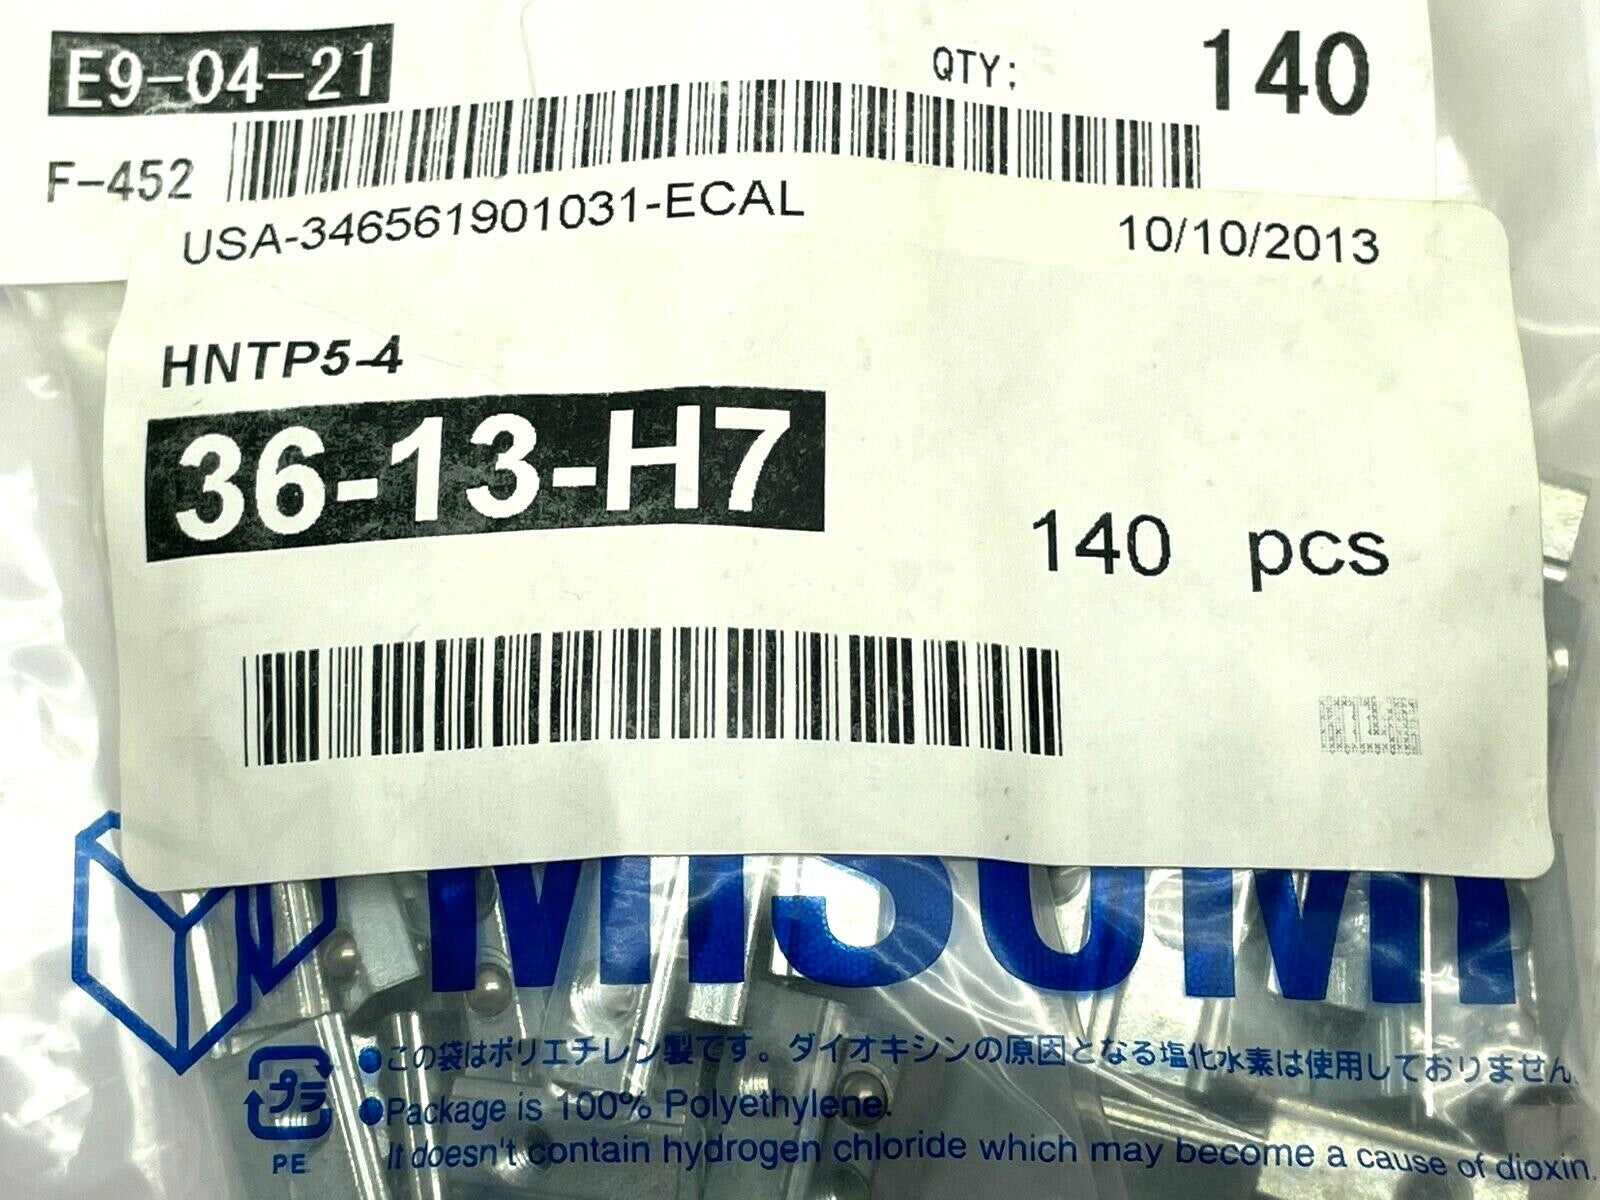 E9-04-21
QTY: 140
F-452
USA-346561901031-ECAL 10/10/2013
HNTP5-4
36-13-H7
140 pcs
MISUMI
プラ
PE
●この袋はポリエチレン製です。ダイオキシンの原因となる塩化水素は使用しておりません。
●Package is 100% Polyethylene.
It doesn't contain hydrogen chloride which may become a cause of dioxin.